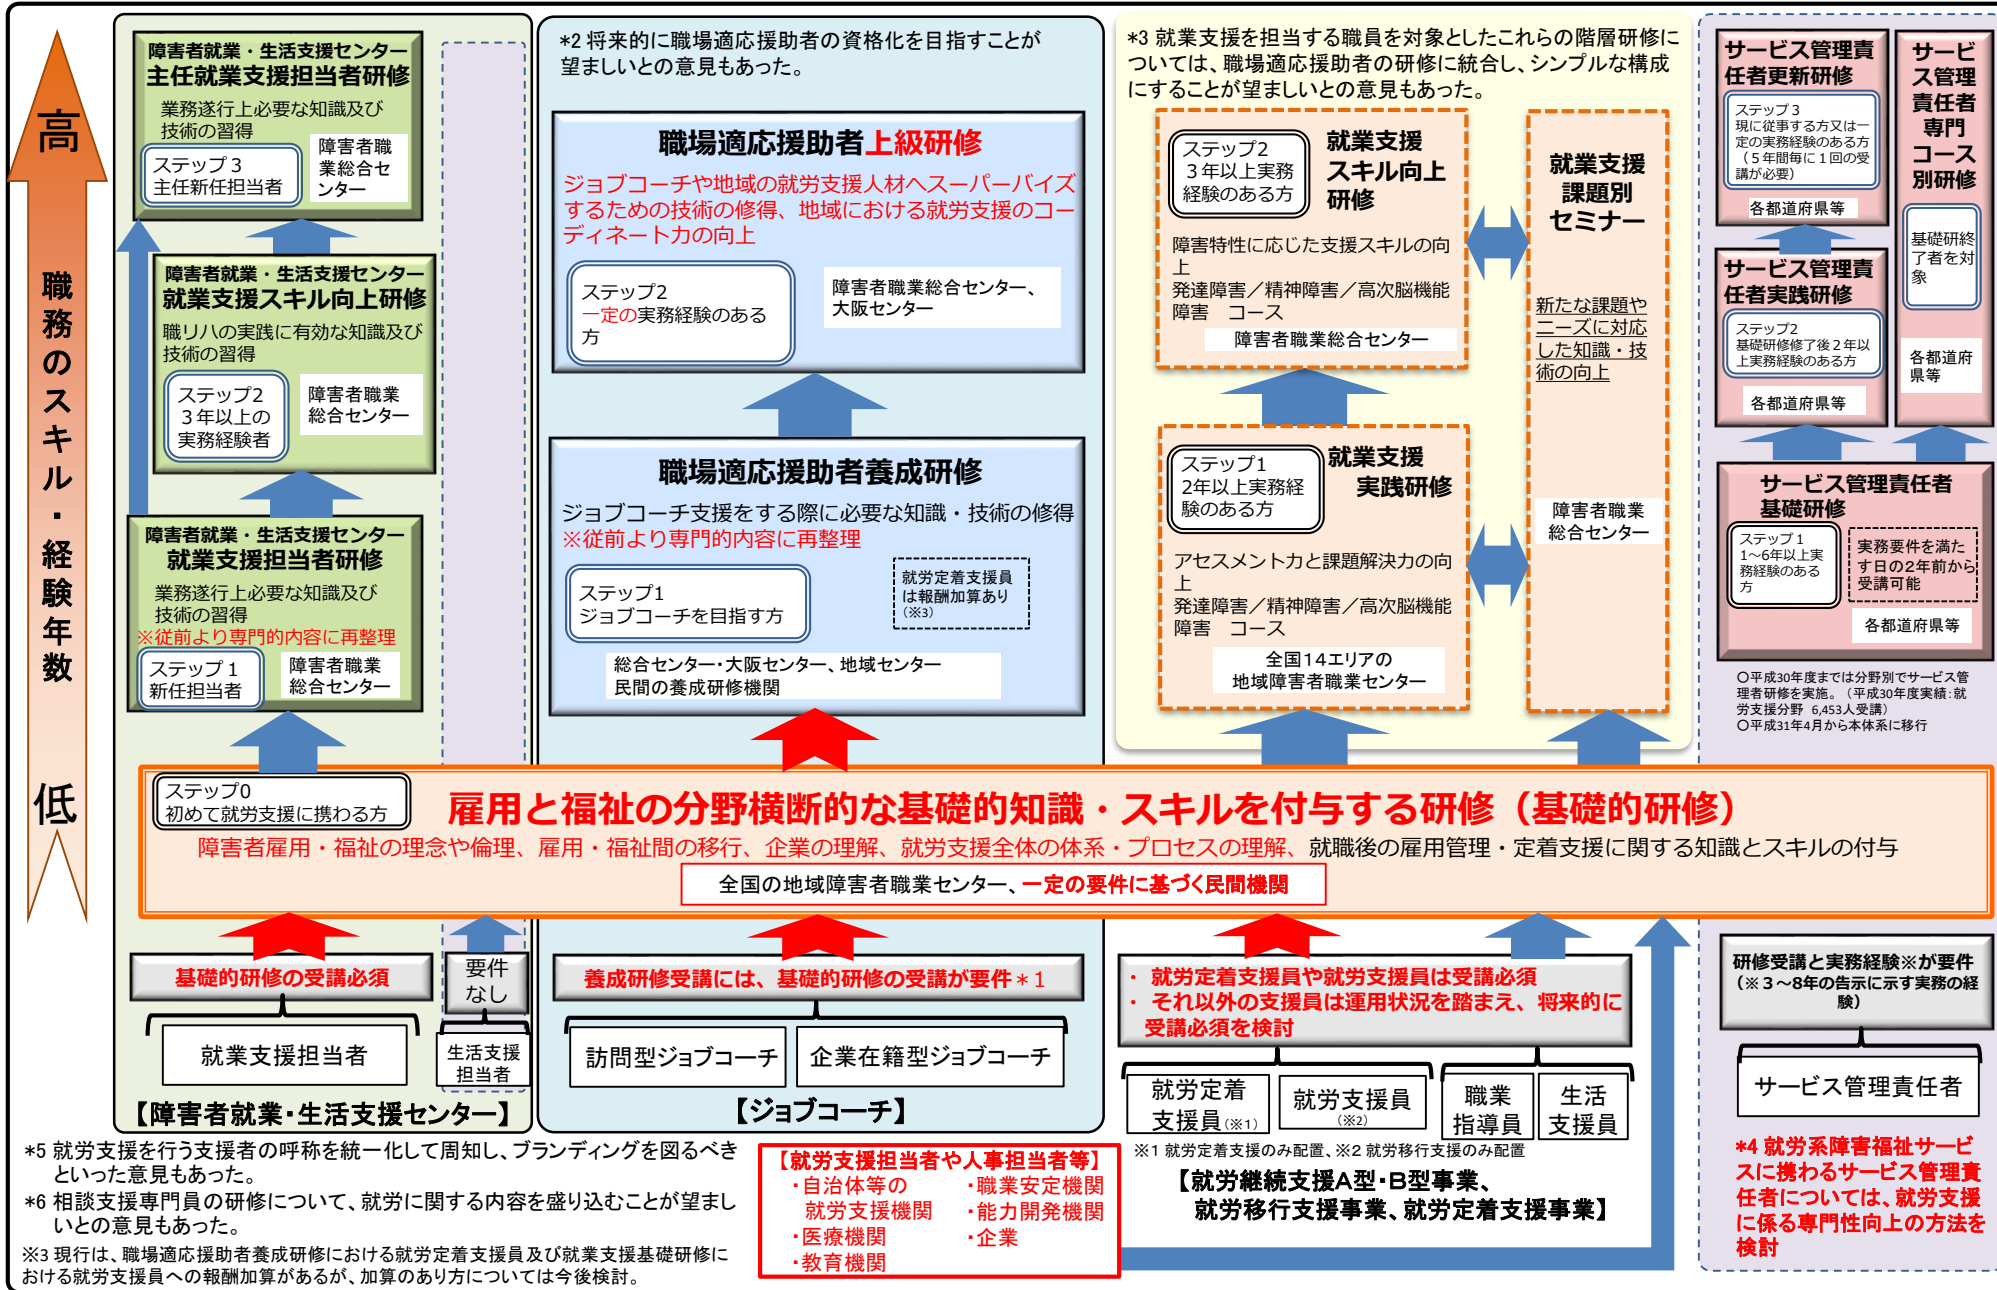 高
職務のスキル・経験年数
低
障害者就業・生活支援センター
主任就業支援担当者研修
業務遂行上必要な知識及び
技術の習得
ステップ３
主任新任担当者
障害者職
業総合セ
ンター
障害者就業・生活支援センター
就業支援スキル向上研修
職リハの実践に有効な知識及び
技術の習得
ステップ2
３年以上の
実務経験者
障害者職業
総合センター
障害者就業・生活支援センター
就業支援担当者研修
業務遂行上必要な知識及び
技術の習得
※従前より専門的内容に再整理
ステップ１
新任担当者
障害者職業
総合センター
*2 将来的に職場適応援助者の資格化を目指すことが
望ましいとの意見もあった。
職場適応援助者上級研修
ジョブコーチや地域の就労支援人材へスーパーバイズ
するための技術の修得、地域における就労支援のコー
ディネート力の向上
ステップ2
一定の実務経験のある
方
障害者職業総合センター、
大阪センター
職場適応援助者養成研修
ジョブコーチ支援をする際に必要な知識・技術の修得
※従前より専門的内容に再整理
ステップ1
ジョブコーチを目指す方
就労定着支援員
は報酬加算あり
（※3）
総合センター・大阪センター、地域センター
民間の養成研修機関
*3 就業支援を担当する職員を対象としたこれらの階層研修に
ついては、職場適応援助者の研修に統合し、シンプルな構成
にすることが望ましいとの意見もあった。
ステップ2
３年以上実務
経験のある方
就業支援
スキル向上
研修
障害特性に応じた支援スキルの向
上
発達障害／精神障害／高次脳機能
障害　コース
障害者職業総合センター
ステップ1
2年以上実務経
験のある方
就業支援
実践研修
アセスメント力と課題解決力の向
上
発達障害／精神障害／高次脳機能
障害　コース
全国14エリアの
地域障害者職業センター
就業支援
課題別
セミナー
新たな課題や
ニーズに対応
した知識・技
術の向上
障害者職業
総合センター
サービス管理責
任者更新研修
ステップ３
現に従事する方又は一
定の実務経験のある方
（５年間毎に１回の受
講が必要）
各都道府県等
サービス管理責
任者実践研修
ステップ2
基礎研修修了後２年以
上実務経験のある方
各都道府県等
サービ
ス管理
責任者
専門
コース
別研修
基礎研終
了者を対
象
各都道府
県等
サービス管理責任者
基礎研修
ステップ１
1～6年以上実
務経験のある
方
実務要件を満た
す日の2年前から
受講可能
各都道府県等
〇平成30年度までは分野別でサービス管
理者研修を実施。（平成30年度実績：就
労支援分野 6,453人受講）
〇平成31年4月から本体系に移行
ステップ0
初めて就労支援に携わる方
雇用と福祉の分野横断的な基礎的知識・スキルを付与する研修（基礎的研修）
障害者雇用・福祉の理念や倫理、雇用・福祉間の移行、企業の理解、就労支援全体の体系・プロセスの理解、就職後の雇用管理・定着支援に関する知識とスキルの付与
全国の地域障害者職業センター、一定の要件に基づく民間機関
基礎的研修の受講必須
要件
なし
就業支援担当者
生活支援
担当者
【障害者就業・生活支援センター】
養成研修受講には、基礎的研修の受講が要件＊１
訪問型ジョブコーチ
企業在籍型ジョブコーチ
【ジョブコーチ】
・ 就労定着支援員や就労支援員は受講必須
・ それ以外の支援員は運用状況を踏まえ、将来的に
受講必須を検討
就労定着
支援員（※1）
就労支援員
（※2）
職業
指導員
生活
支援員
※1 就労定着支援のみ配置、※2 就労移行支援のみ配置
【就労継続支援A型・B型事業、
就労移行支援事業、就労定着支援事業】
研修受講と実務経験※が要件
（※３～8年の告示に示す実務の経
験）
サービス管理責任者
*4 就労系障害福祉サービ
スに携わるサービス管理責
任者については、就労支援
に係る専門性向上の方法を
検討
*5 就労支援を行う支援者の呼称を統一化して周知し、ブランディングを図るべき
といった意見もあった。
*6 相談支援専門員の研修について、就労に関する内容を盛り込むことが望まし
いとの意見もあった。
※3 現行は、職場適応援助者養成研修における就労定着支援員及び就業支援基礎研修に
おける就労支援員への報酬加算があるが、加算のあり方については今後検討。
【就労支援担当者や人事担当者等】
・自治体等の
就労支援機関
・医療機関
・教育機関
・職業安定機関
・能力開発機関
・企業